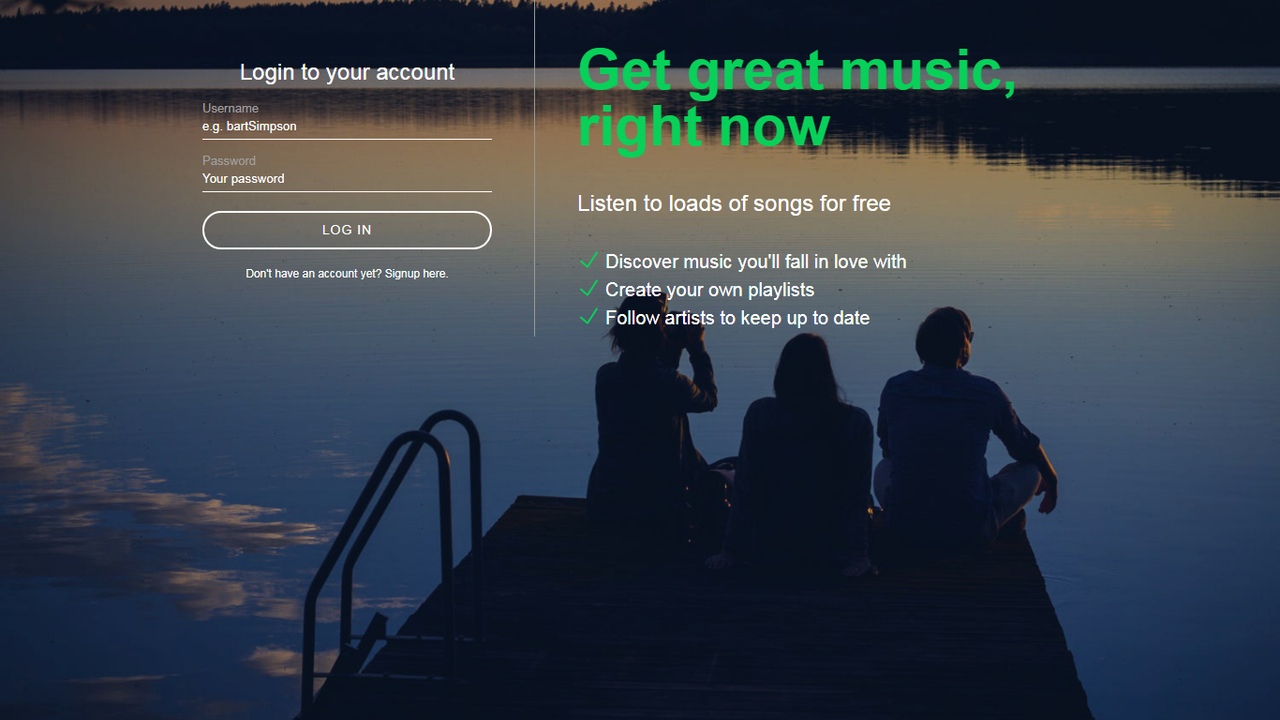 Login to your account
Username
e.g. bartSimpson
Password
Your password
LOG IN
Don't have an account yet? Signup here.
Get great music,
right now
Listen to loads of songs for free
Discover music you'll fall in love with
Create your own playlists
Follow artists to keep up to date